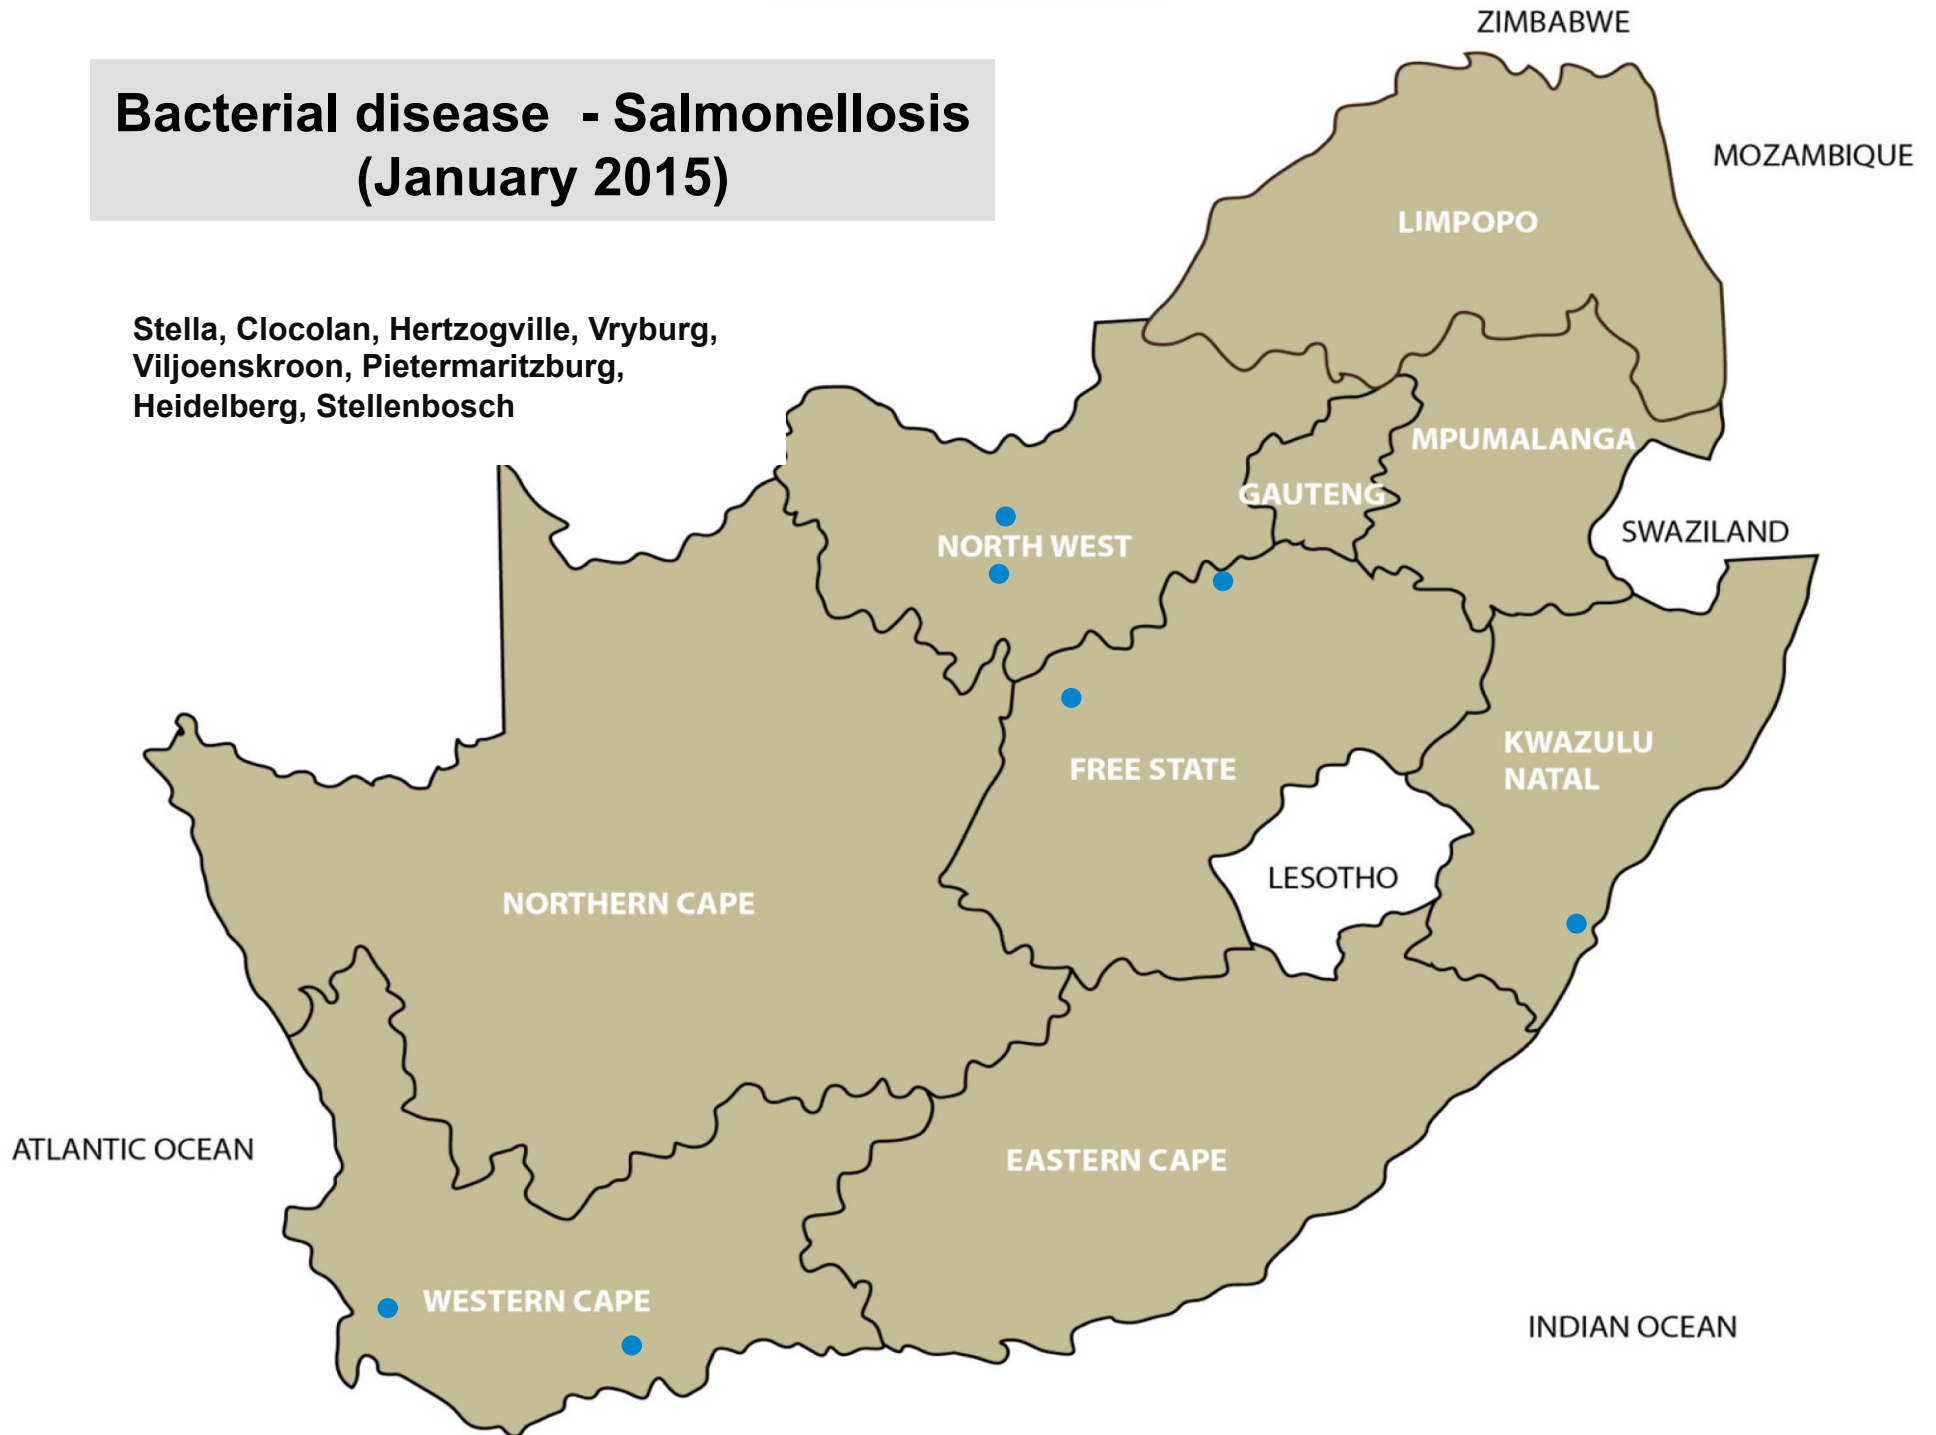 ZIMBABWE
Bacterial disease  - Salmonellosis
(January 2015)
MOZAMBIQUE
LIMPOPO
Stella, Clocolan, Hertzogville, Vryburg,
Viljoenskroon, Pietermaritzburg,
Heidelberg, Stellenbosch
MPUMALANGA
GAUTENG
SWAZILAND
NORTH WEST
KWAZULU
NATAL
FREE STATE
LESOTHO
NORTHERN CAPE
ATLANTIC OCEAN
EASTERN CAPE
WESTERN CAPE
INDIAN OCEAN